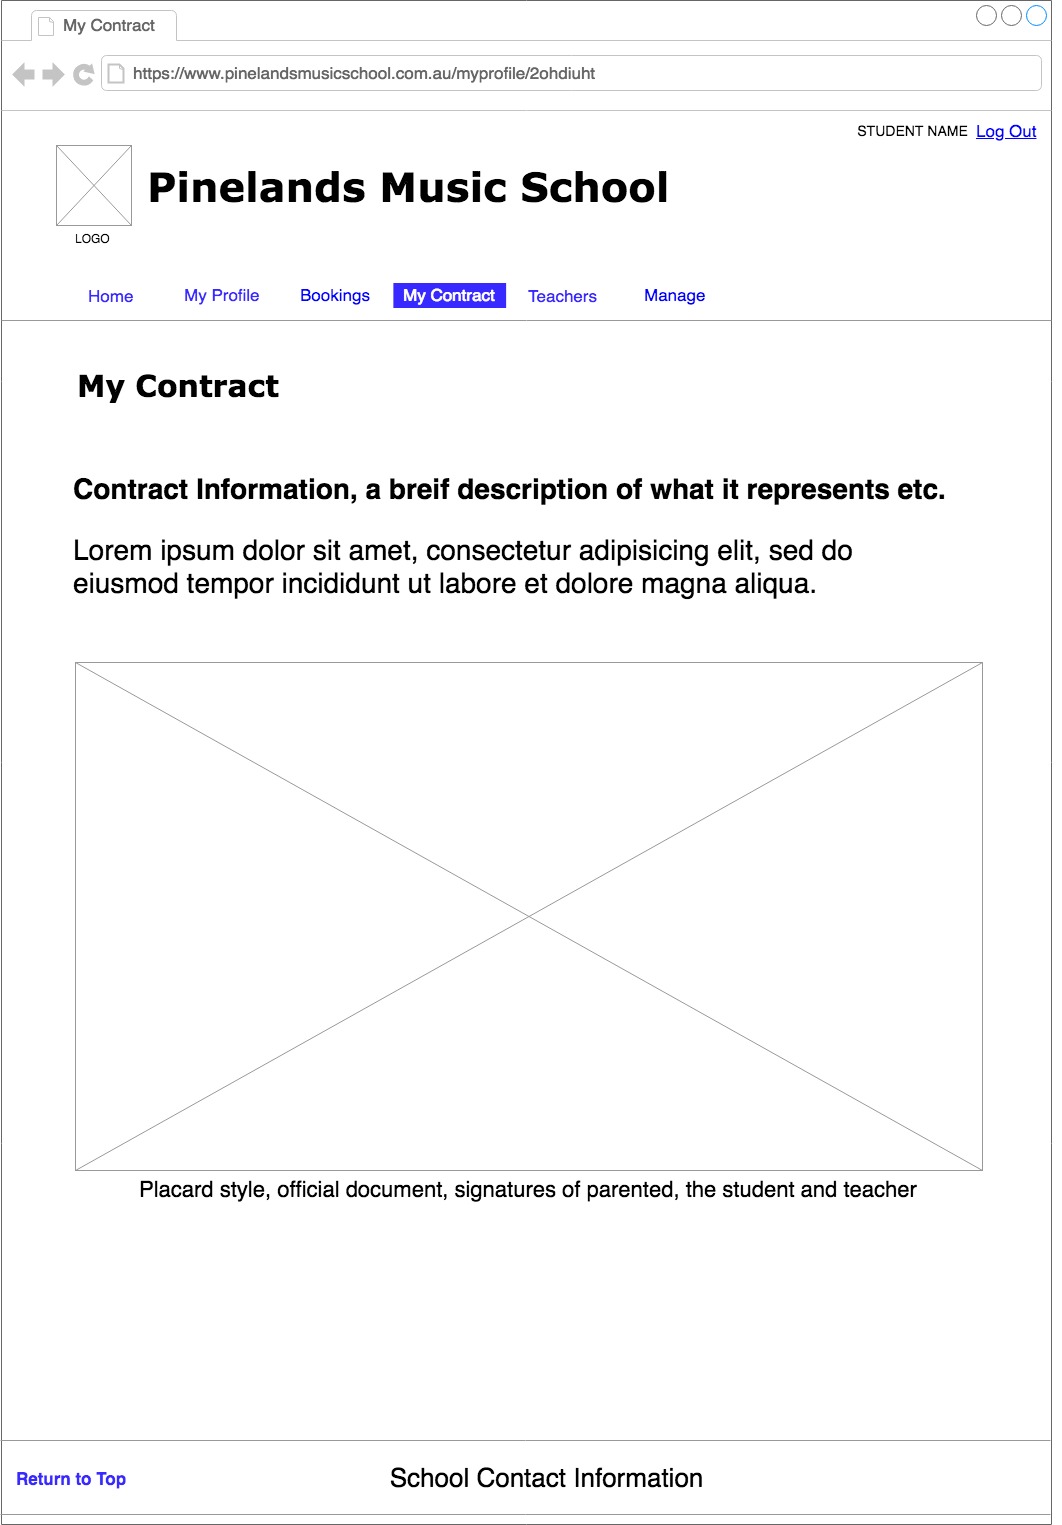 My Contract
https://www.pinelandsmusicschool.com.au/myprofile/2ohdiuht
STUDENT NAME Log Out
Pinelands Music School
LOGO
Home My Profile Bookings My Contract Teachers Manage
My Contract
Contract Information, a breif description of what it represents etc.
Lorem ipsum dolor sit amet, consectetur adipisicing elit, sed do
eiusmod tempor incididunt ut labore et dolore magna aliqua.
Placard style, official document, signatures of parented, the student and teacher
Return to Top School Contact Information